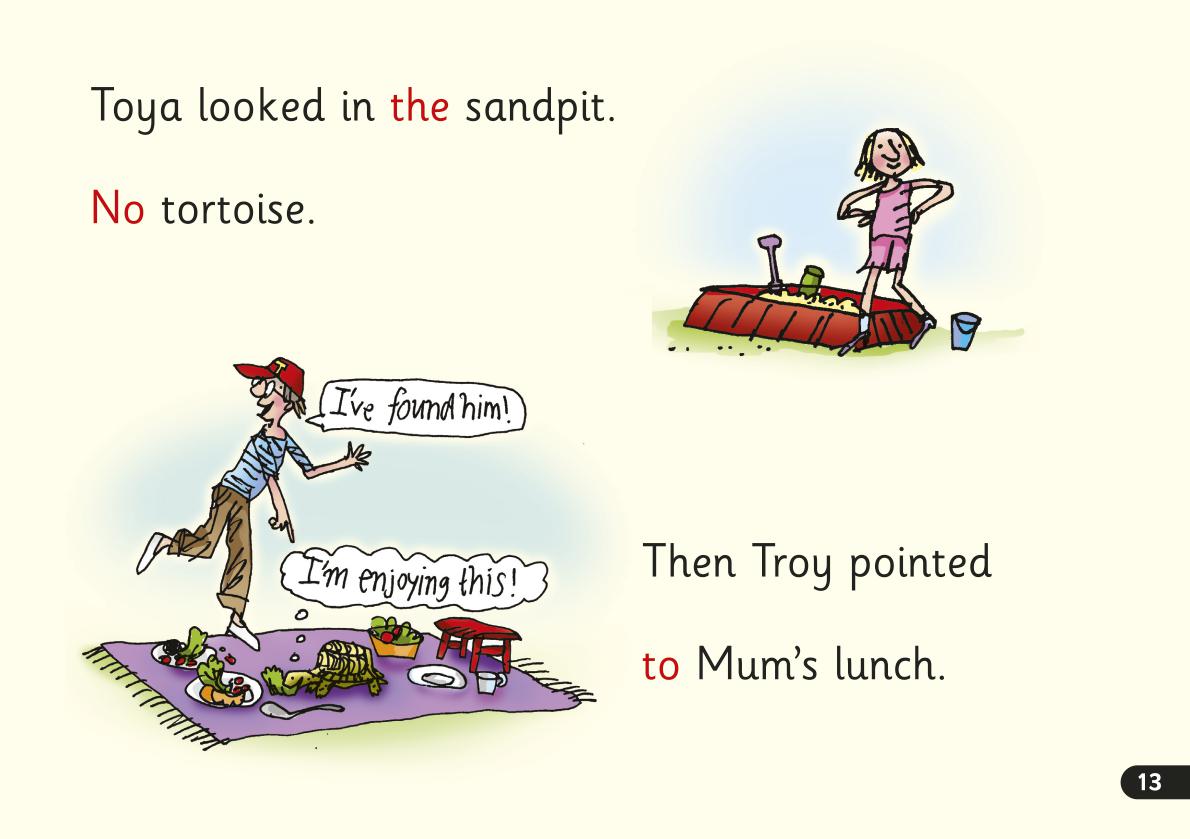 Toya looked in the sandpit.
No tortoise.
T
I've found him!
I'm enjoying this!
Then Troy pointed
to Mum's lunch.
13